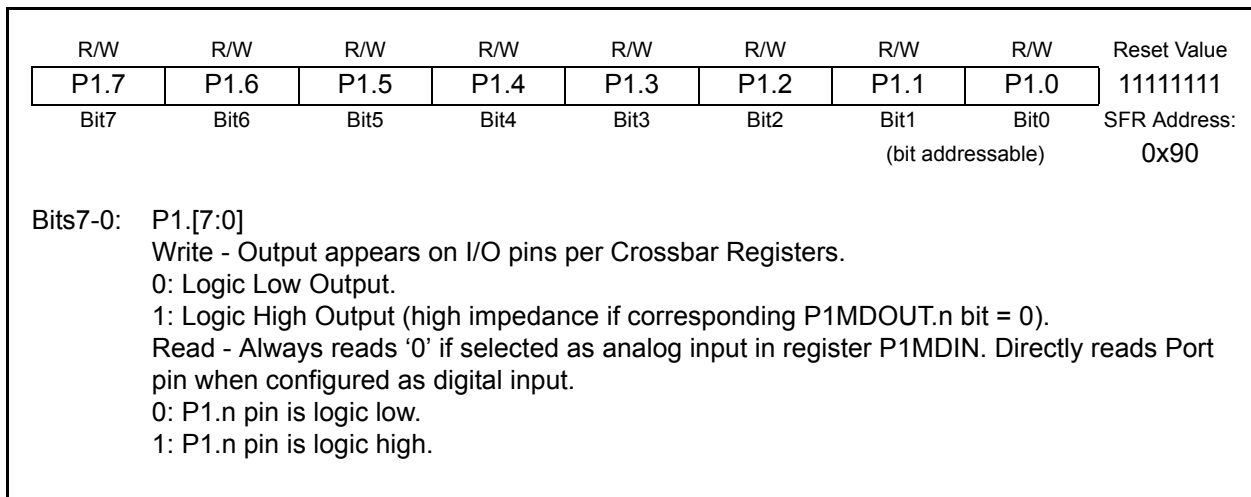 R/W R/W R/W R/W R/W R/W R/W R/W Reset Value
P1.7 P1.6 P1.5 P1.4 P1.3 P1.2 P1.1 P1.0 11111111
Bit7 Bit6 Bit5 Bit4 Bit3 Bit2 Bit1 Bit0 SFR Address:
(bit addressable) 0x90
Bits7-0: P1.[7:0]
Write - Output appears on I/O pins per Crossbar Registers.
0: Logic Low Output.
1: Logic High Output (high impedance if corresponding P1MDOUT.n bit = 0).
Read - Always reads ‘0’ if selected as analog input in register P1MDIN. Directly reads Port
pin when configured as digital input.
0: P1.n pin is logic low.
1: P1.n pin is logic high.